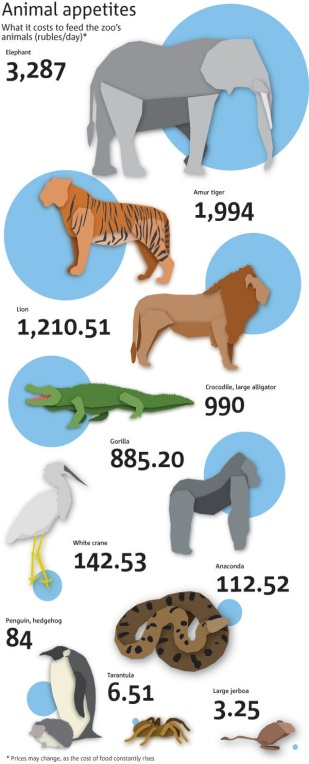 Animal appetites
What it costs to feed the zoo's
animals (rubles/day)*
Elephant
3,287
Amur tiger
1,994
Lion
1,210.51
Crocodile, large alligator
990
Gorilla
885.20
White crane
142.53
Anaconda
112.52
Penguin, hedgehog
84
Tarantula
6.51
Large jerboa
3.25
* Prices may change, as the cost of food constantly rises